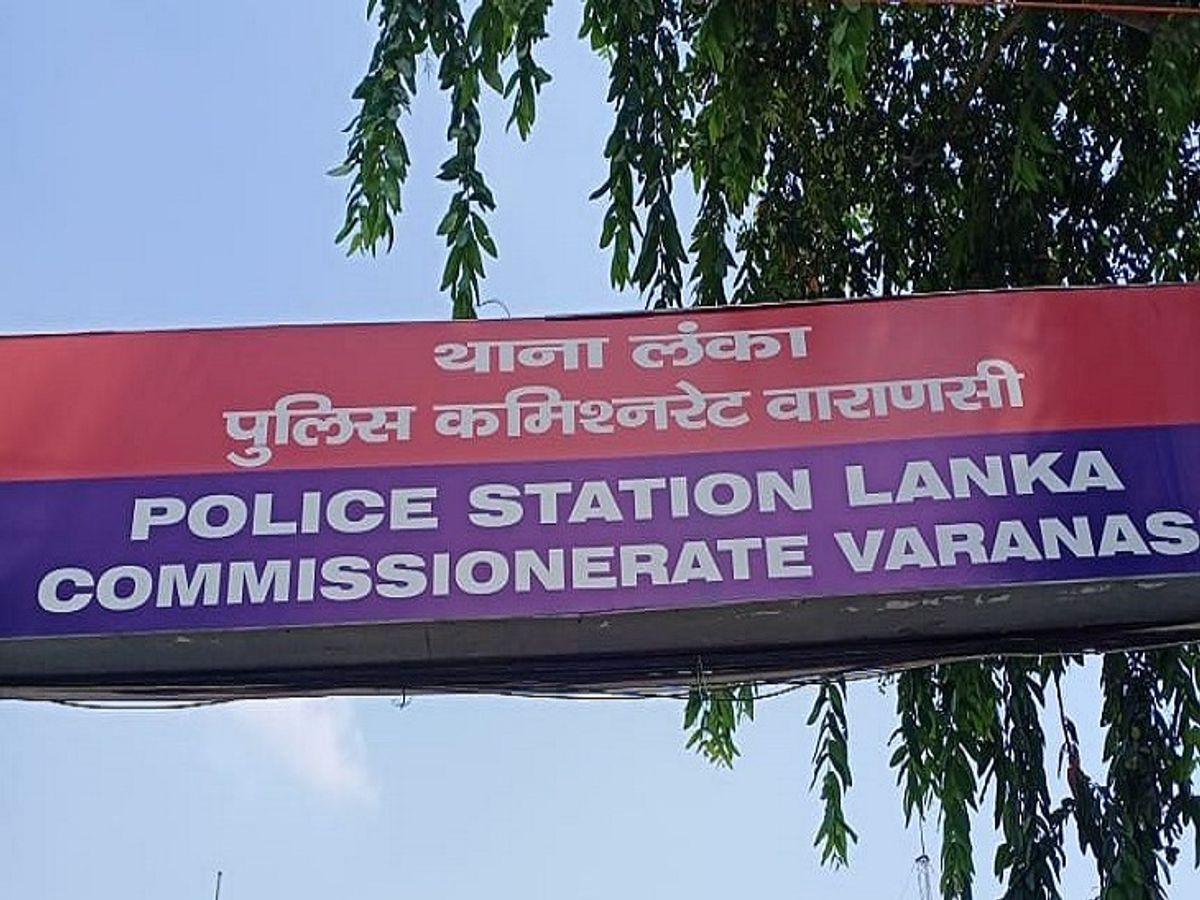 थाना लंका
पुलिस कमिश्नरेट वाराणसी
POLICE STATION LANKA
COMMISSIONERATE VARANAS